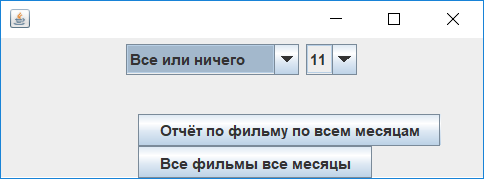 Все или ничего 11
Отчёт по фильму по всем месяцам
Все фильмы все месяцы